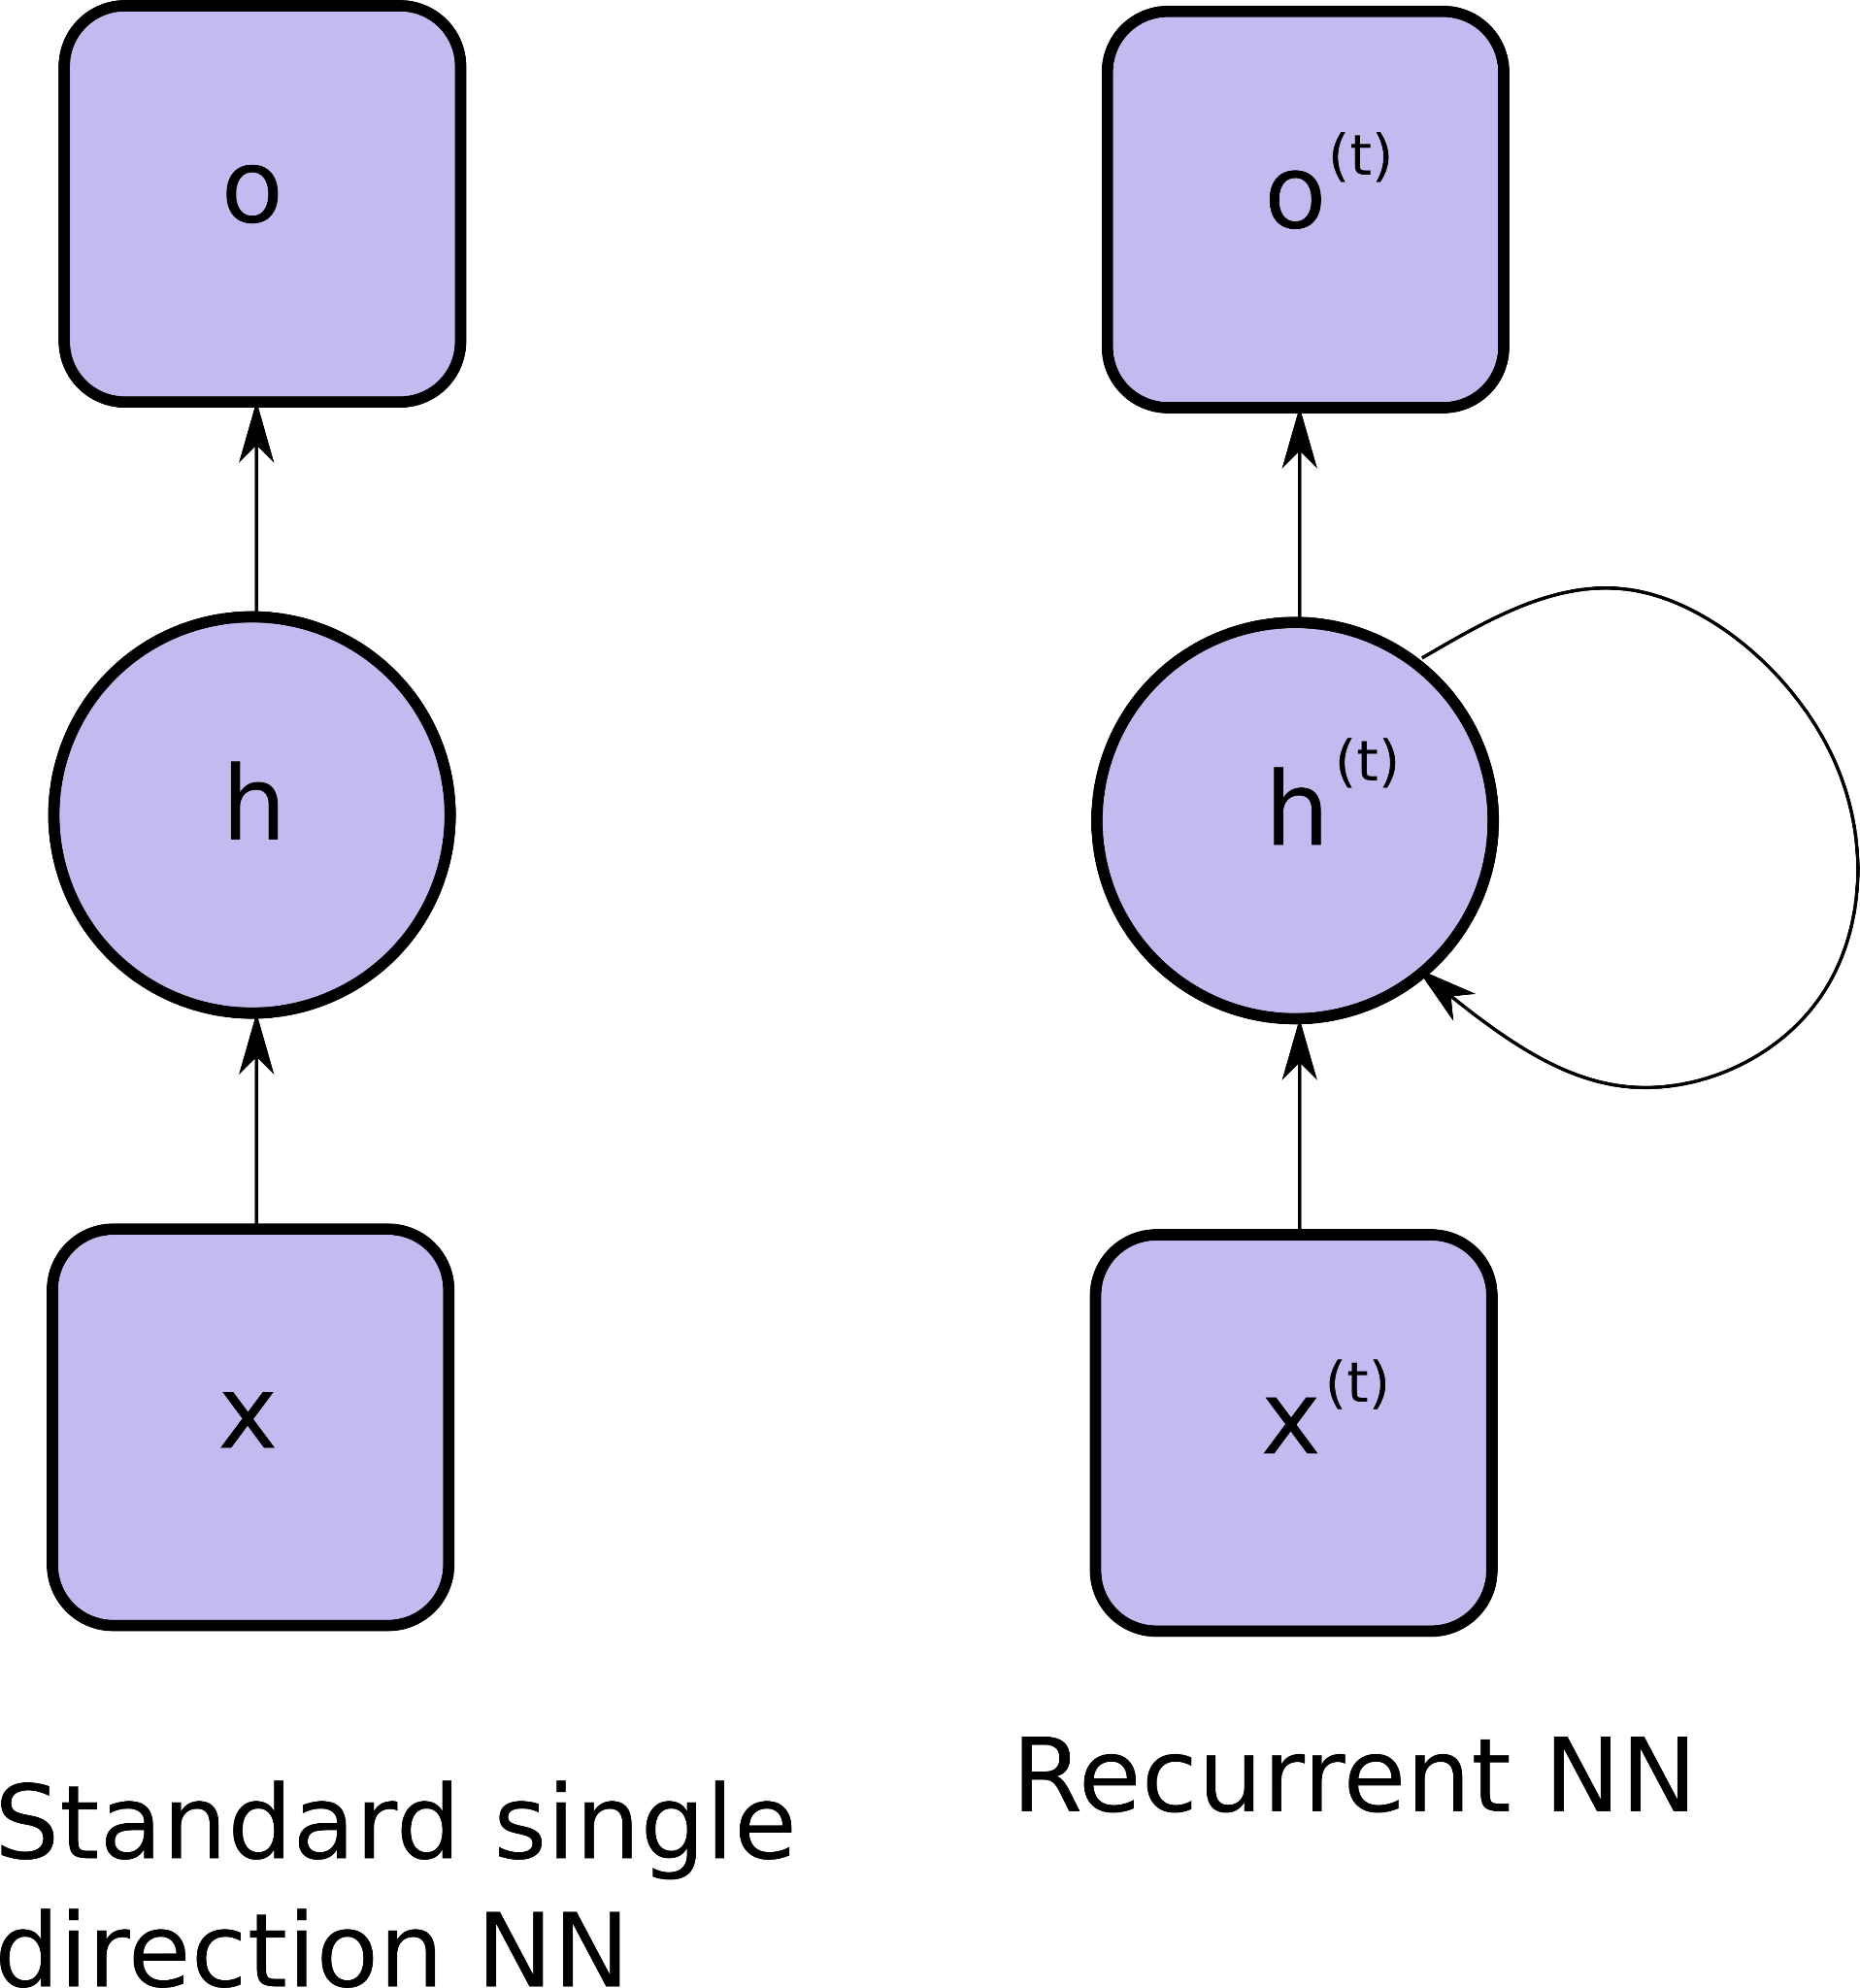 o
h
x
Standard single
direction NN
o(t)
h(t)
x(t)
Recurrent NN